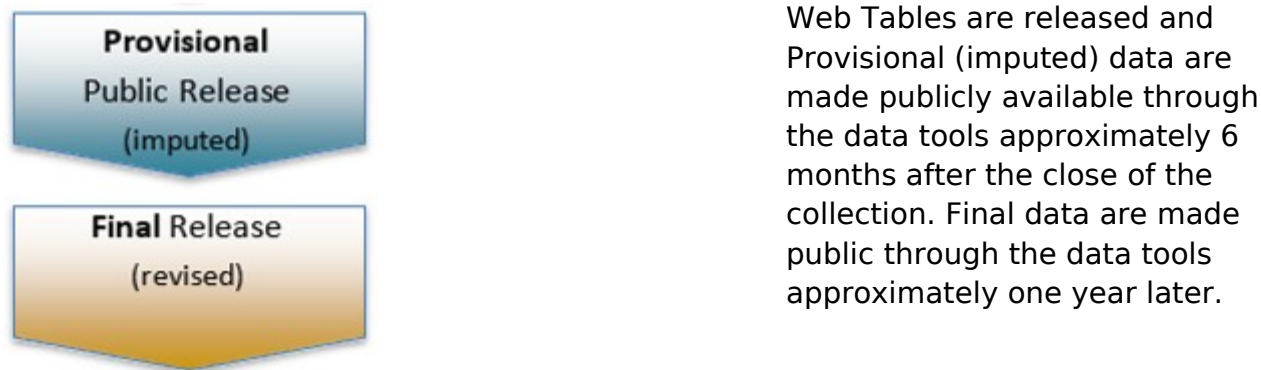 Provisional
Public Release
(imputed)
Final Release
(revised)
Web Tables are released and
Provisional (imputed) data are
made publicly available through
the data tools approximately 6
months after the close of the
collection. Final data are made
public through the data tools
approximately one year later.